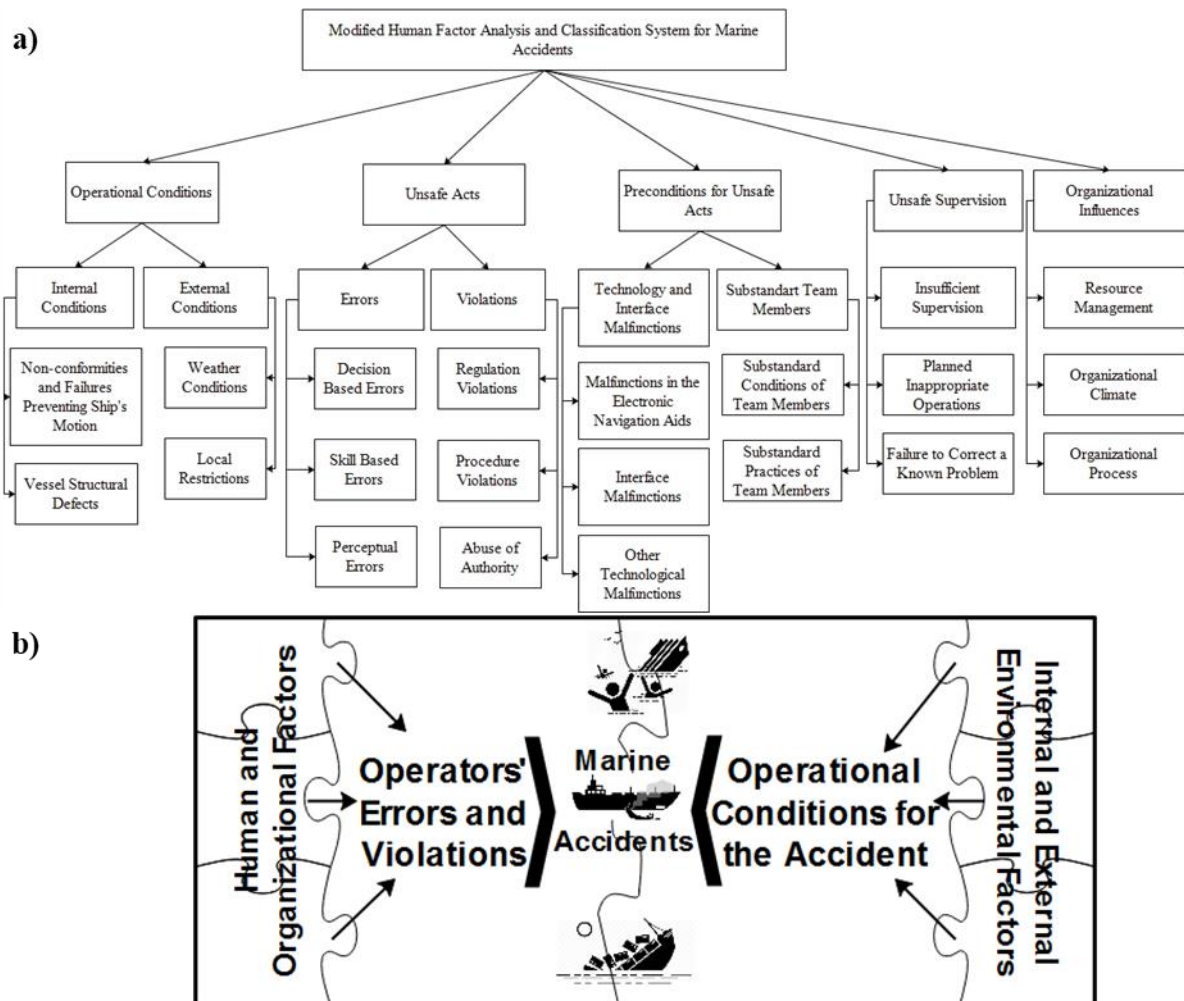 a)
Modified Human Factor Analysis and Classification System for Marine
Accidents
Operational Conditions
Unsafe Acts
Preconditions for Unsafe
Acts
Unsafe Supervision
Organizational
Influences
Internal
Conditions
External
Conditions
Errors
Violations
Technology and
Interface
Malfunctions
Substandart Team
Members
Insufficient
Supervision
Resource
Management
Non-conformities
and Failures
Preventing Ship's
Motion
Weather
Conditions
Decision
Based Errors
Regulation
Violations
Malfunctions in the
Electronic
Navigation Aids
Substandard
Conditions of
Team Members
Planned
Inappropriate
Operations
Organizational
Climate
Vessel Structural
Defects
Local
Restrictions
Skill Based
Errors
Procedure
Violations
Interface
Malfunctions
Substandard
Practices of
Team Members
Failure to Correct a
Known Problem
Organizational
Process
Perceptual
Errors
Abuse of
Authority
Other
Technological
Malfunctions
b)
Human and
Organizational Factors
Operators'
Errors and
Violations
Marine
Accidents
Operational
Conditions for
the Accident
Internal and External
Environmental Factors